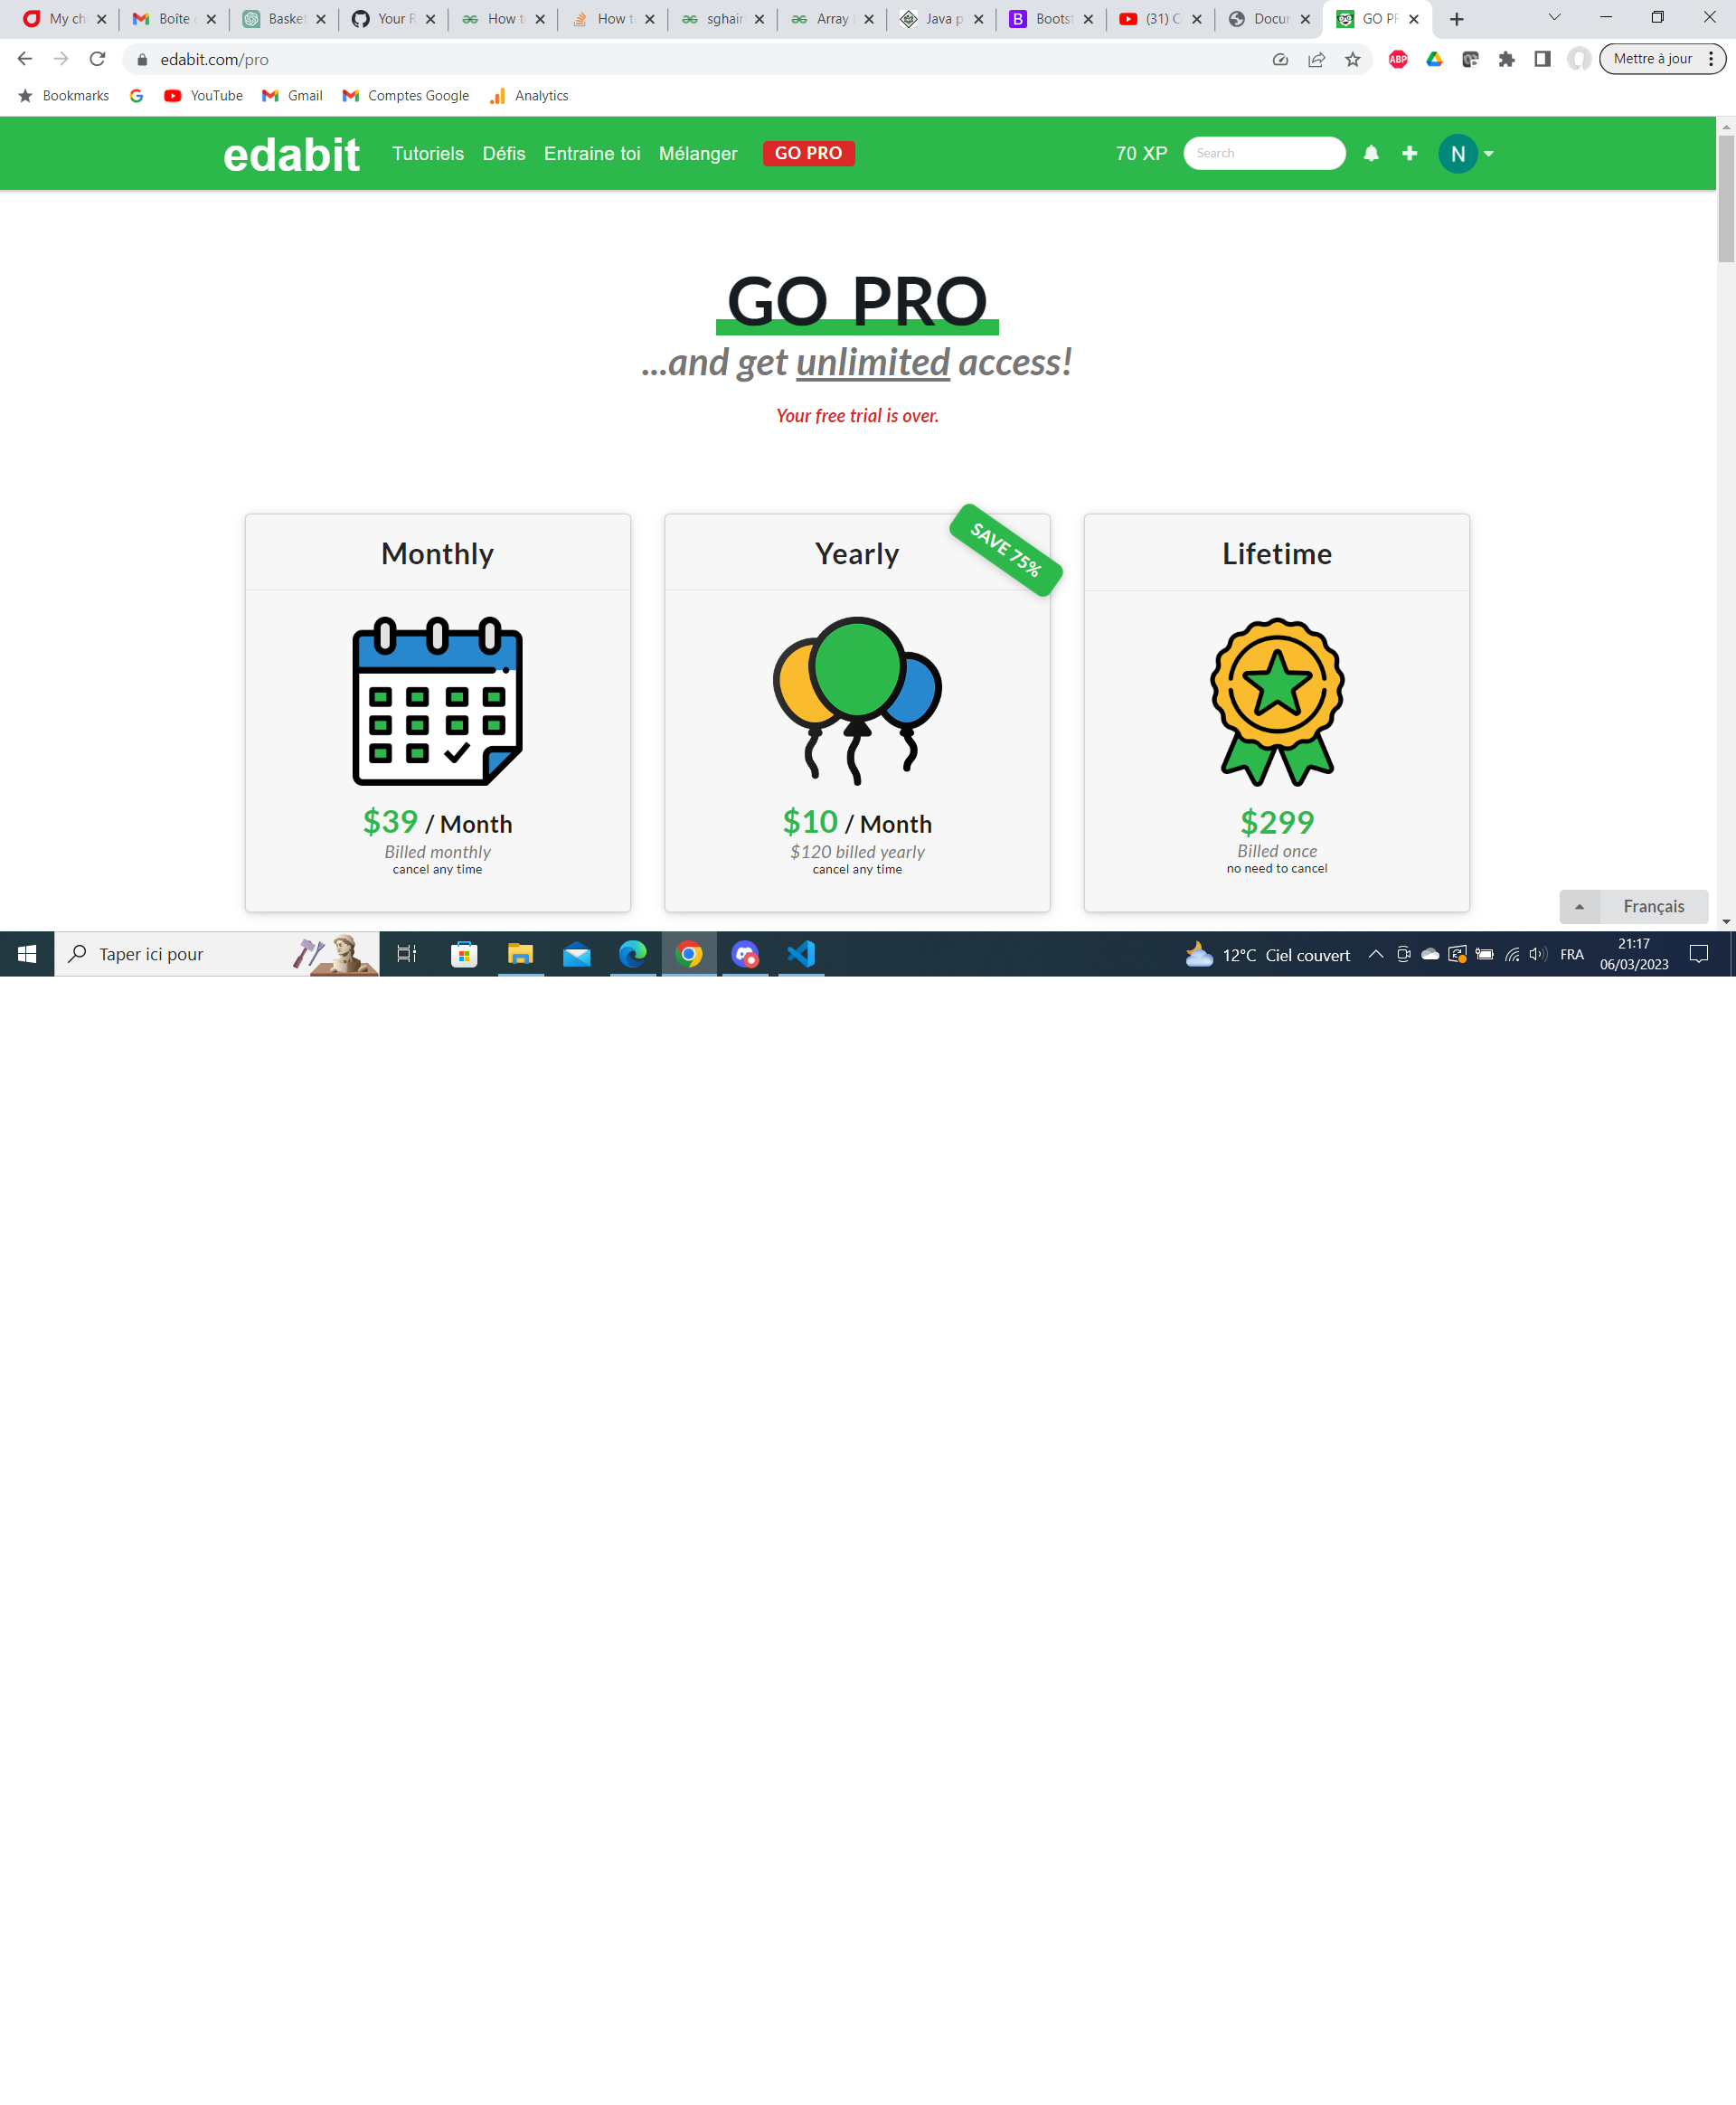 My ch
Boîte
Basket
Your R
How t
How t
sghair
Array
Java p
Boots
(31) C
Docur
GO PR
edabit.com/pro
ABP
Mettre à jour
Bookmarks
YouTube
Gmail
Comptes Google
Analytics
edabit
Tutoriels
Défis
Entraine toi
Mélanger
GO PRO
70 XP
Search
N
GO PRO
...and get unlimited access!
Your free trial is over.
Monthly
$39 / Month
Billed monthly
cancel any time
Yearly
SAVE 75%
$10 / Month
$120 billed yearly
cancel any time
Lifetime
$299
Billed once
no need to cancel
Français
Taper ici pour
12°C Ciel couvert
FRA
21:17
06/03/2023